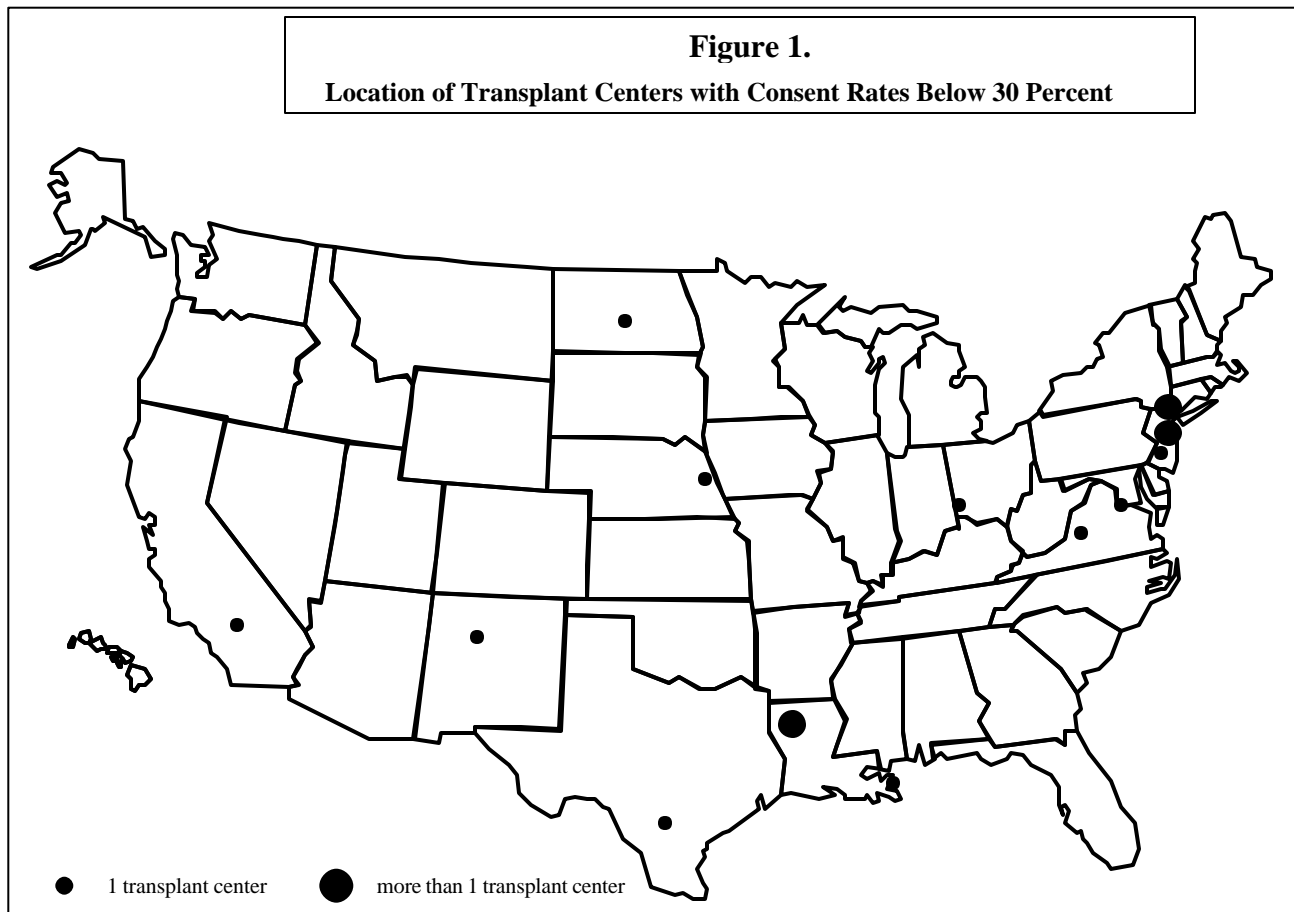 Figure 1.
Location of Transplant Centers with Consent Rates Below 30 Percent
1 transplant center
more than 1 transplant center